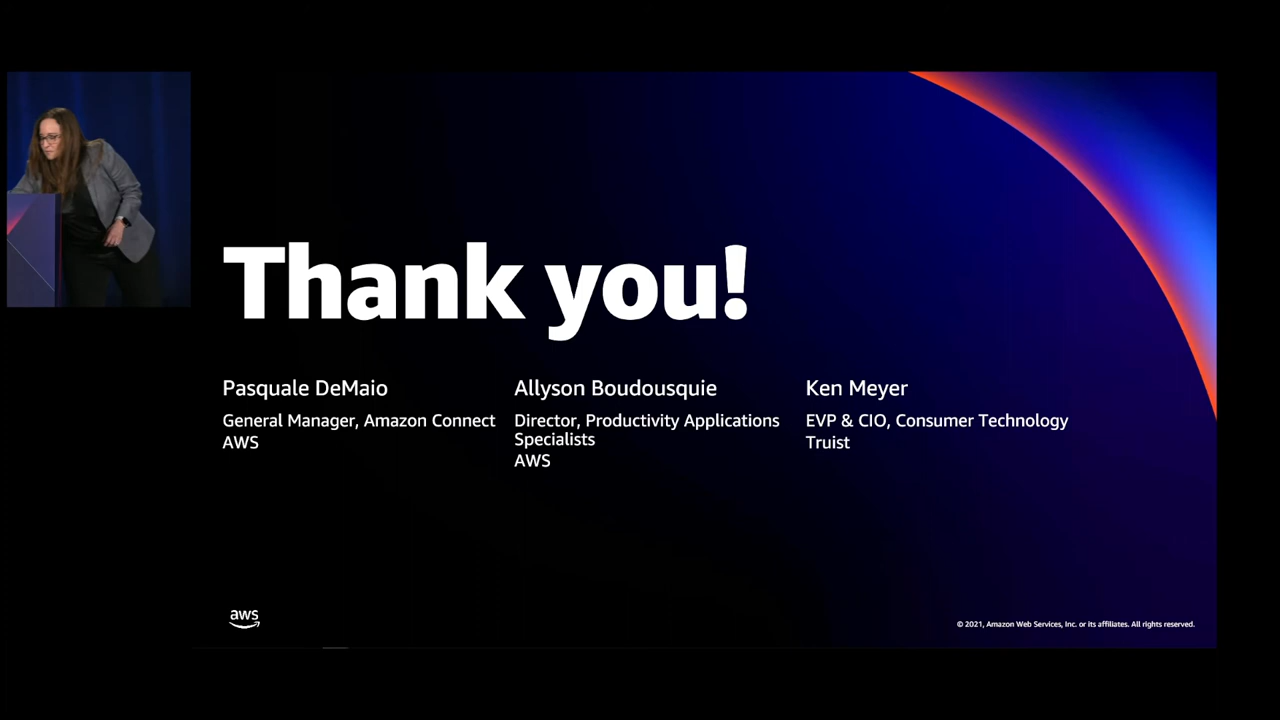 Thank you!
Pasquale DeMaio
General Manager, Amazon Connect
AWS
Allyson Boudousquie
Director, Productivity Applications
Specialists
AWS
Ken Meyer
EVP & CIO, Consumer Technology
Truist
aws
© 2021, Amazon Web Services, Inc. or its affiliates. All rights reserved.